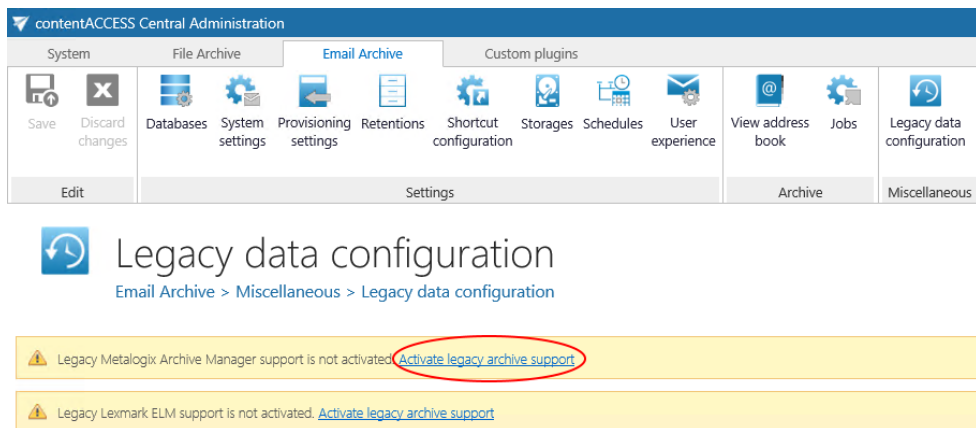 contentACCESS Central Administration
System File Archive Email Archive Custom plugins
Save Discard changes Databases System settings Provisioning settings Retentions Shortcut configuration Storages Schedules User experience View address book Jobs Legacy data configuration
Edit Settings Archive Miscellaneous
Legacy data configuration
Email Archive > Miscellaneous > Legacy data configuration
Legacy Metalogix Archive Manager support is not activated. Activate legacy archive support
Legacy Lexmark ELM support is not activated. Activate legacy archive support